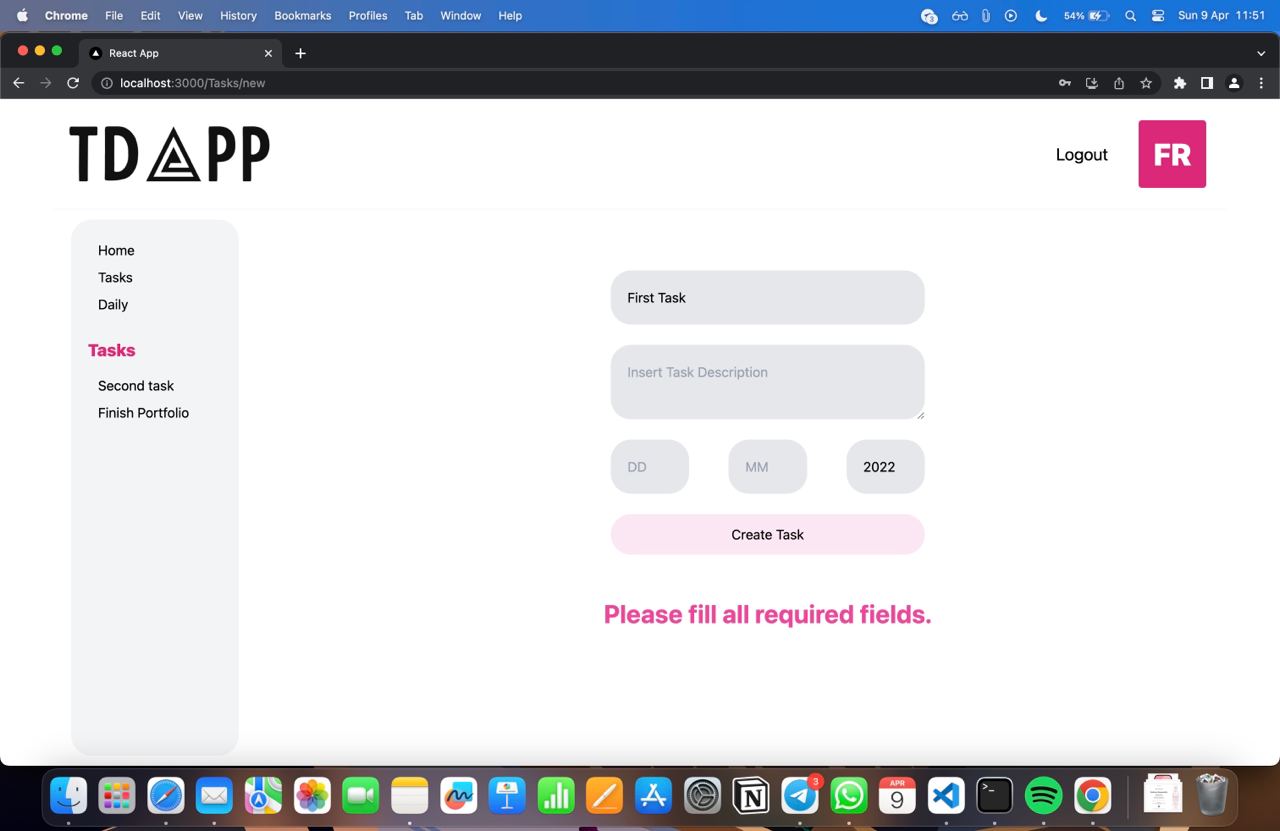 Chrome File Edit View History Bookmarks Profiles Tab Window Help 3 54% Sun 9 Apr 11:51
React App
localhost:3000/Tasks/new
TDAPP
Logout
FR
Home
Tasks
Daily
Tasks
Second task
Finish Portfolio
First Task
Insert Task Description
DD MM 2022
Create Task
Please fill all required fields.
3
APR
9